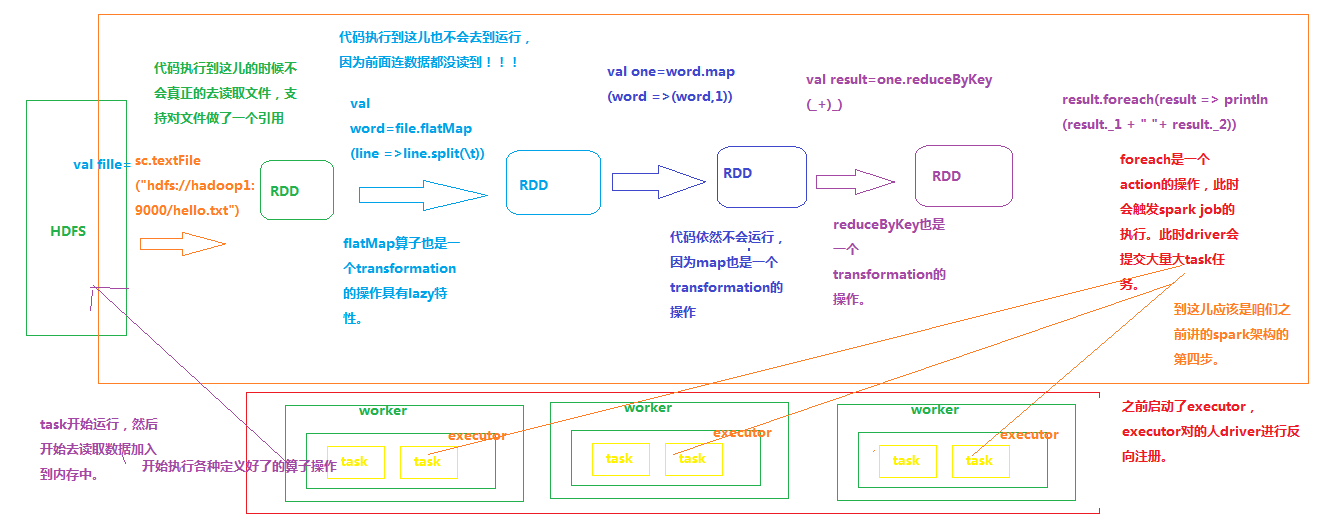 代码执行到这儿的时候不
会真正的去读取文件，支
持对文件做了一个引用
代码执行到这儿也不会去到运行，
因为前面连数据都没读到！！！
val one=word.map
(word =>(word,1))
val result=one.reduceByKey
(_+)_)
result.foreach(result => println
(result._1 + " "+ result._2))
val
word=file.flatMap
(line =>line.split(\t))
val fille=
sc.textFile
("hdfs://hadoop1:
9000/hello.txt")
HDFS
RDD
RDD
RDD
RDD
flatMap算子也是一
个transformation
的操作具有lazy特
性。
代码依然不会运行，
因为map也是一个
transformation的
操作
reduceByKey也是
一个
transformation的
操作。
foreach是一个
action的操作，此时
会触发spark job的
执行。此时driver会
提交大量大task任
务。
到这儿应该是咱们之
前讲的spark架构的
第四步。
task开始运行，然后
开始去读取数据加入
到内存中。
开始执行各种定义好了的算子操作
worker
executor
task
task
worker
executor
task
task
worker
executor
task
task
之前启动了executor，
executor对的人driver进行反
向注册。